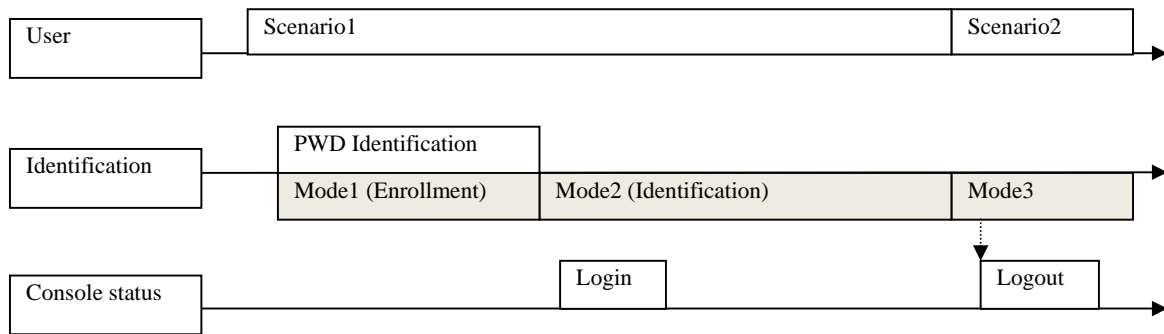 User
Scenario1
Scenario2
Identification
PWD Identification
Mode1 (Enrollment)
Mode2 (Identification)
Mode3
Console status
Login
Logout